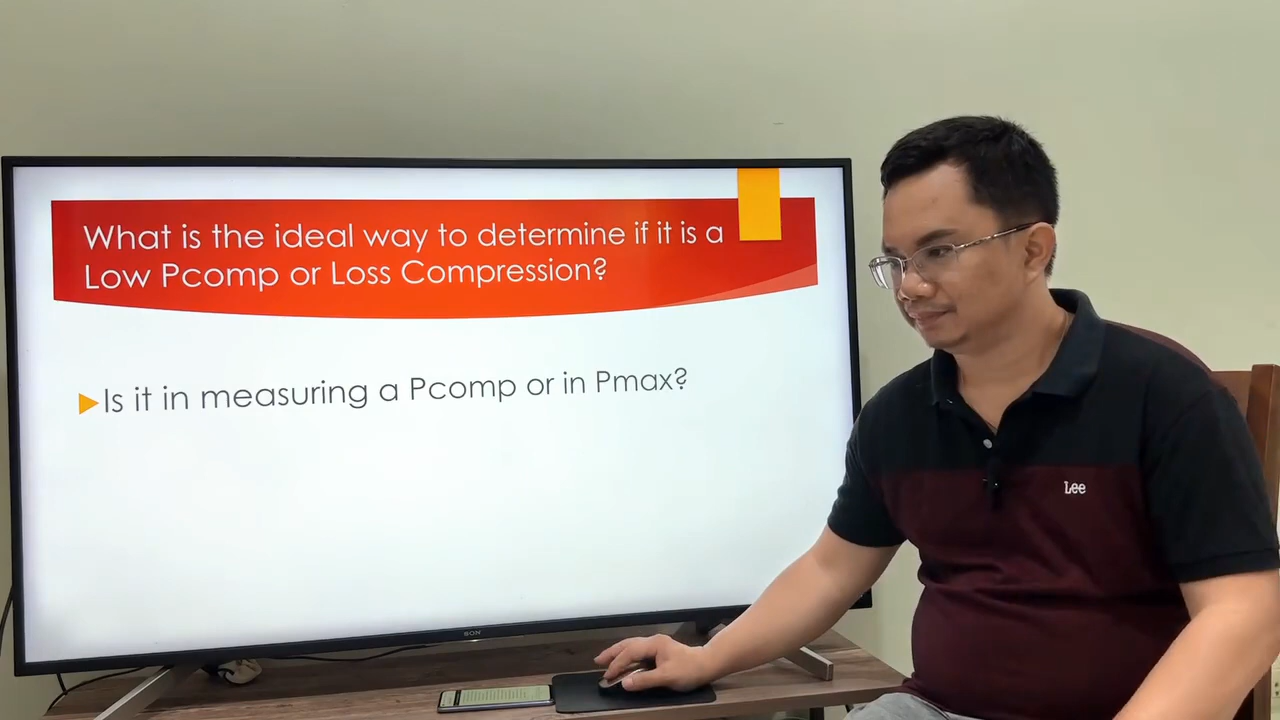 What is the ideal way to determine if it is a
Low Pcomp or Loss Compression?
Is it in measuring a Pcomp or in Pmax?
Lee